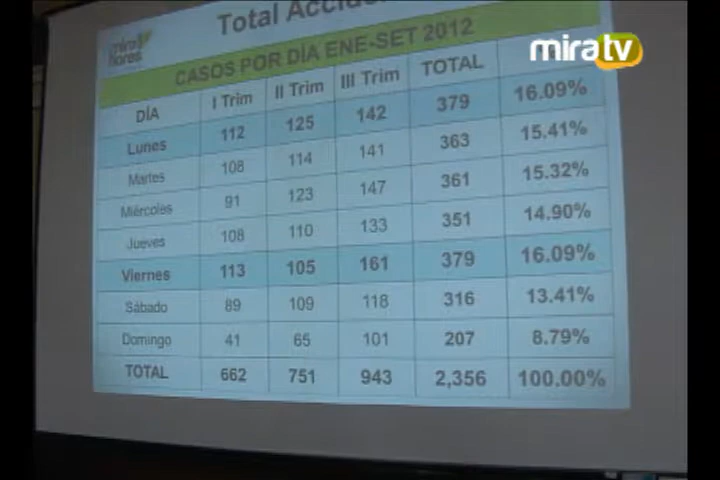 Total Accide
miratv
mira
flores
CASOS POR DÍA ENE-SET 2012
DÍA I Trim II Trim III Trim TOTAL
Lunes 112 125 142 379 16.09%
Martes 108 114 141 363 15.41%
Miércoles 91 123 147 361 15.32%
Jueves 108 110 133 351 14.90%
Viernes 113 105 161 379 16.09%
Sábado 89 109 118 316 13.41%
Domingo 41 65 101 207 8.79%
TOTAL 662 751 943 2,356 100.00%